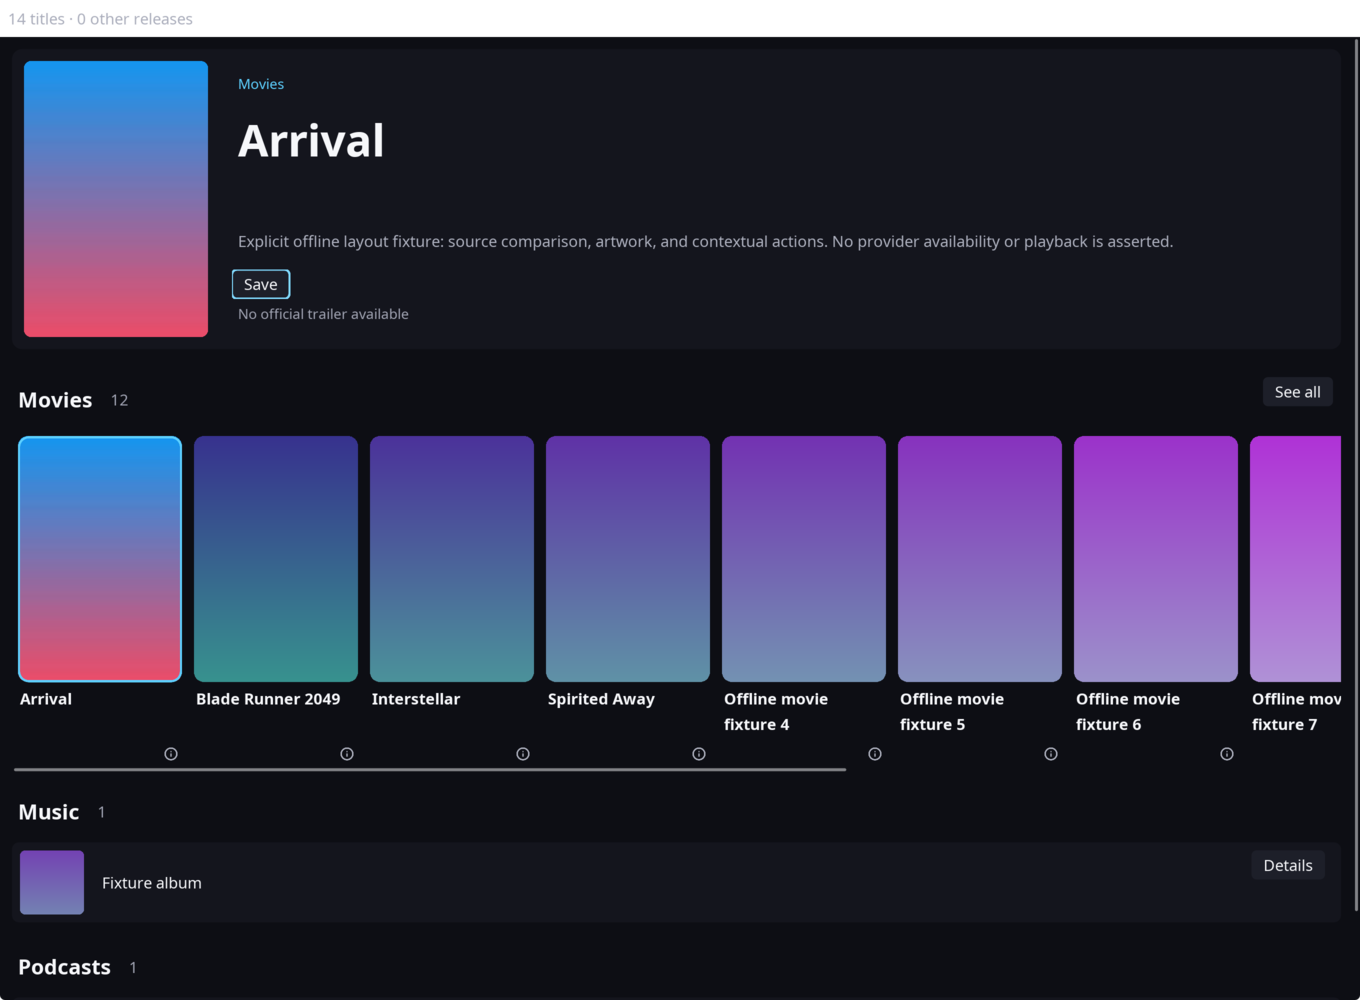 14 titles · 0 other releases
Movies
Arrival
Explicit offline layout fixture: source comparison, artwork, and contextual actions. No provider availability or playback is asserted.
Save
No official trailer available
Movies 12
See all
Arrival
Blade Runner 2049
Interstellar
Spirited Away
Offline movie
fixture 4
Offline movie
fixture 5
Offline movie
fixture 6
Offline mov
fixture 7
Music 1
Fixture album
Details
Podcasts 1